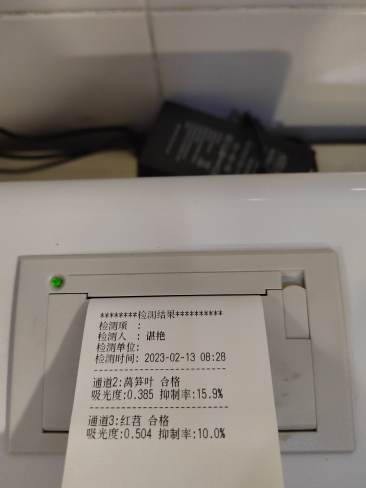 ********检测结果**********
检测项  :
检测人  : 谌艳
检测单位:
检测时间: 2023-02-13 08:28
--------------------------
通道2:莴笋叶 合格
吸光度:0.385 抑制率:15.9%
--------------------------
通道3:红苕 合格
吸光度:0.504 抑制率:10.0%
--------------------------